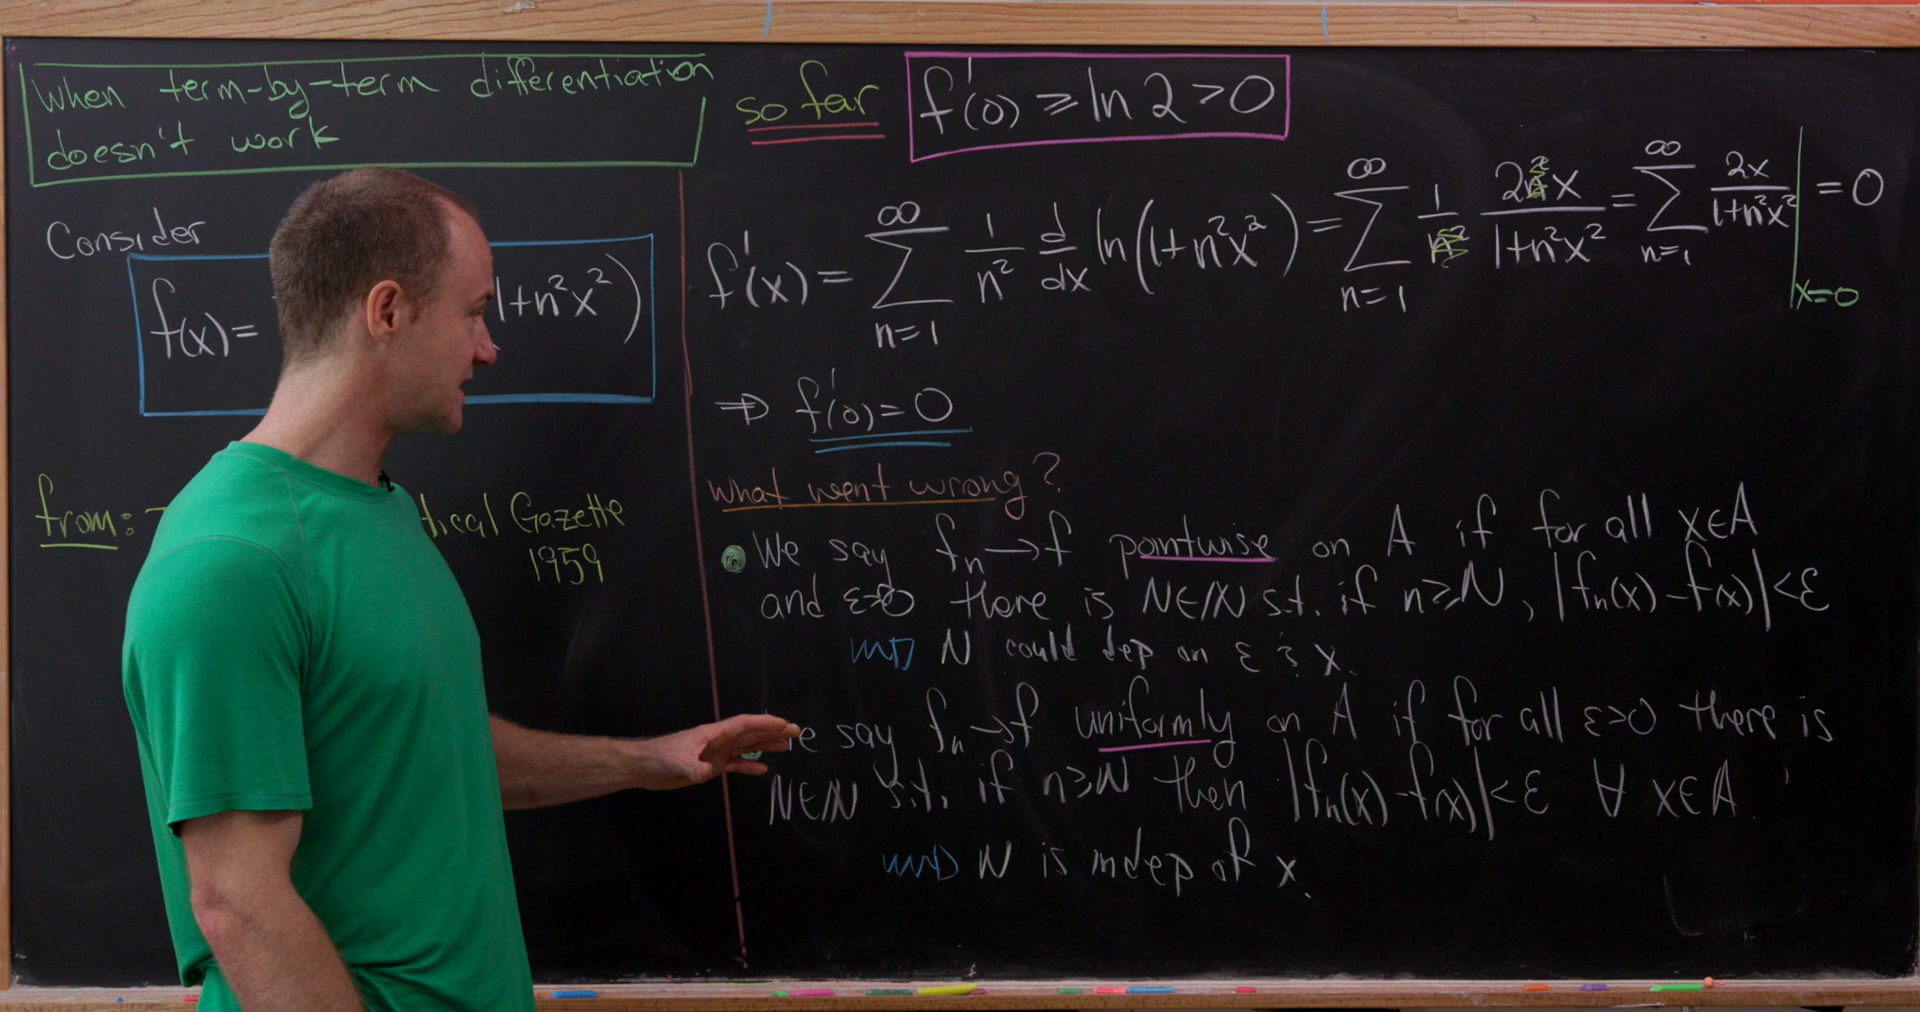 When term-by-term differentiation
doesn't work
Consider
f(x)= 1+n²x²)
from: tical Gazette
1959
so far f'(0) ≥ ln 2 > 0
f'(x) = ∑_{n=1}^{∞} 1/n² d/dx ln(1+n²x²) = ∑_{n=1}^{∞} 1/n² 2n²x/(1+n²x²) = ∑_{n=1}^{∞} 2x/(1+n²x²) |_{x=0} = 0
⇒ f'(0) = 0
What went wrong?
We say fₙ → f pointwise on A if for all x∈A
and ε>0 there is N∈ℕ s.t. if n≥N, |fₙ(x)-f(x)|<ε
⇝ N could dep on ε & x.
We say fₙ → f uniformly on A if for all ε>0 there is
N∈ℕ s.t. if n≥N then |fₙ(x)-f(x)|<ε ∀ x∈A.
⇝ N is indep of x.